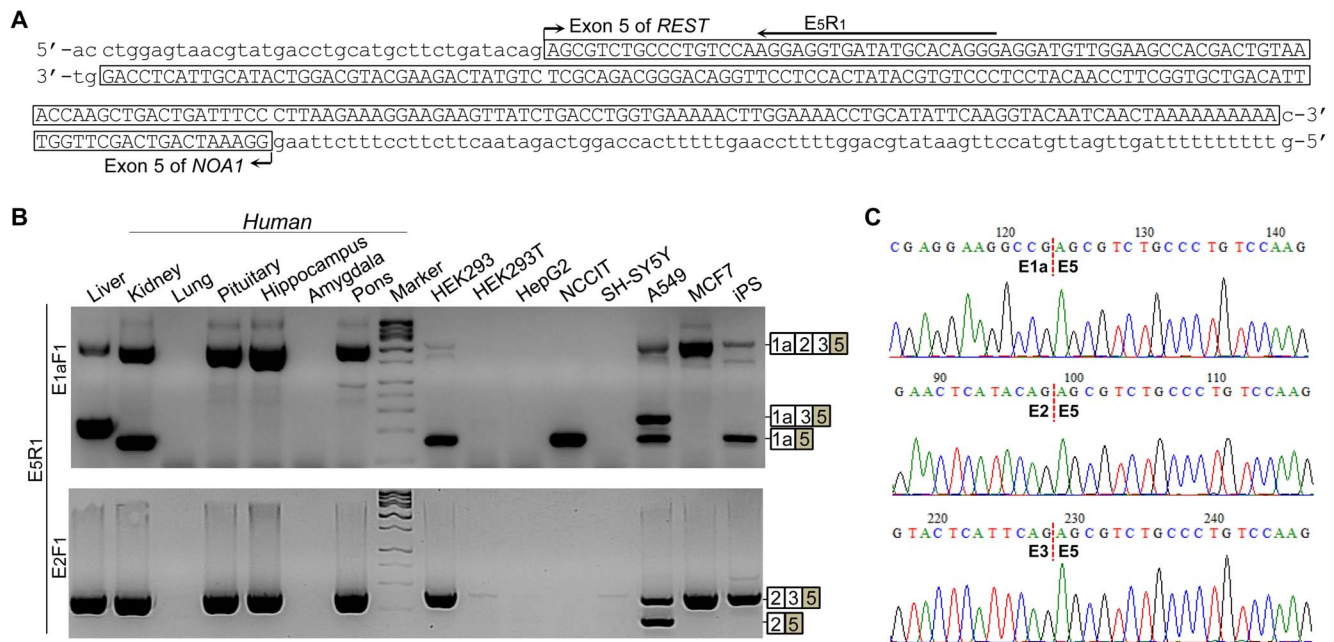 A
Exon 5 of REST
E5R1
5’-ac ctggagtaacgtatgacctgcatgcttctgatacag AGCGTCTGCCCTGTCCAAGGAGGTGATATGCACAGGGAGGATGTTGGAAGCCACGACTGTAA
3’-tg GACCTCATTGCATACTGGACGTACGAAGACTATGTC TCGCAGACGGGACAGGTTCCTCCACTATACGTGTCCCTCCTACAACCTTCGGTGCTGACATT
ACCAAGCTGACTGATTTCC CTTAAGAAAGGAAGAAGTTATCTGACCTGGTGAAAAACTTGGAAAACCTGCATATTCAAGGTACAATCAACTAAAAAAAAAA c-3’
TGGTTCGACTGACTAAAGG gaattctttccttcttcaatagactggaccactttttgaaccttttggacgtataagttccatgttagttgattttttttttt g-5’
Exon 5 of NOA1
B
Human
Liver
Kidney
Lung
Pituitary
Hippocampus
Amygdala
Pons
Marker
HEK293
HEK293T
HepG2
NCCIT
SH-SY5Y
A549
MCF7
iPS
E5R1
E1aF1
1a 2 3 5
1a 3 5
1a 5
E2F1
2 3 5
2 5
C
120 130 140
CGAGGAAGGCCGAGCGTCTGCCCTGTCCAAG
E1a E5
90 100 110
GAACTCATACAGAGCGTCTGCCCTGTCCAAG
E2 E5
220 230 240
GTACTCATTCAGAGCGTCTGCCCTGTCCAAG
E3 E5